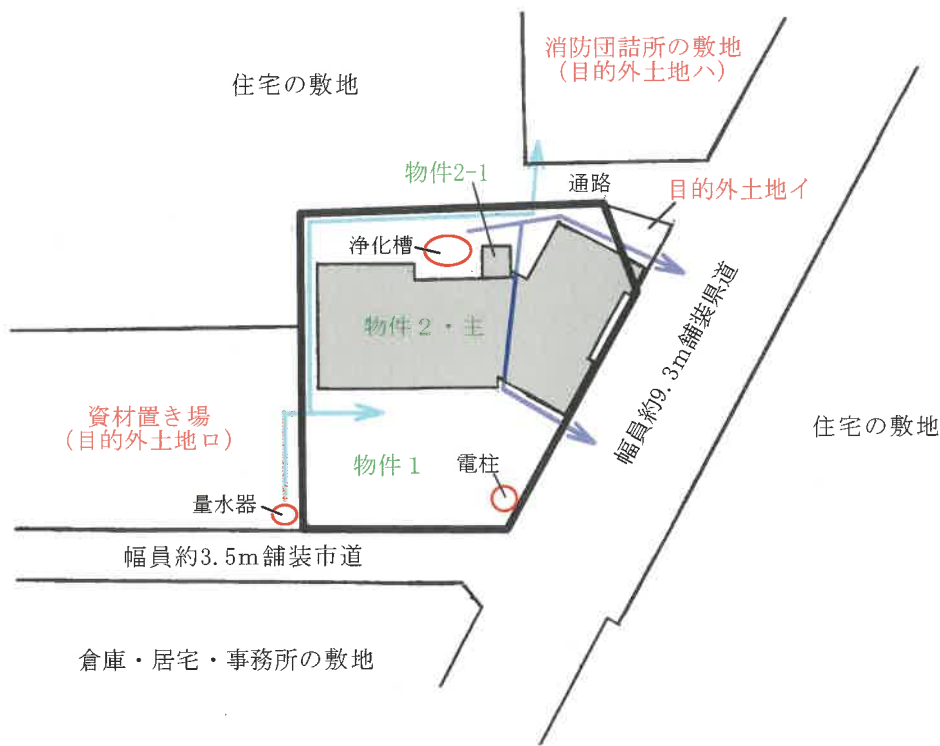 消防団詰所の敷地
(目的外土地ハ)
住宅の敷地
物件2-1
通路
目的外土地イ
浄化槽
物件2・主
幅員約9.3m舗装県道
資材置き場
(目的外土地ロ)
住宅の敷地
物件1
電柱
量水器
幅員約3.5m舗装市道
倉庫・居宅・事務所の敷地